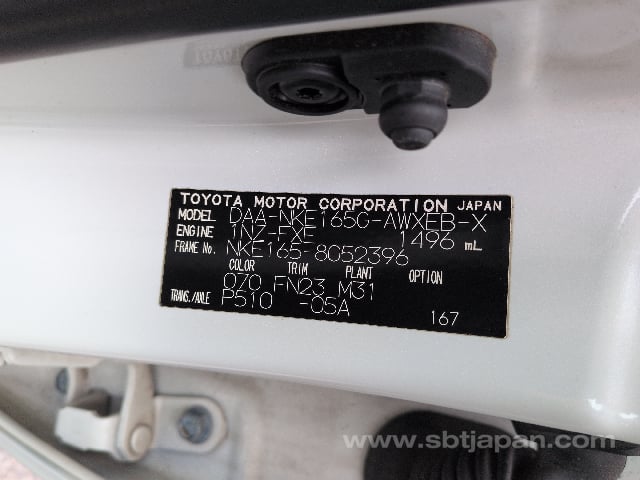 TOYOTA MOTOR CORPORATION JAPAN
MODEL DAA-NKE165G-AWXEB-X
ENGINE 1NZ-FXE 1496 mL
FRAME No. NKE165-8052396
COLOR TRIM PLANT OPTION
070 FN23 M31
TRANS./AXLE P510 -05A
167
www.sbtjapan.com